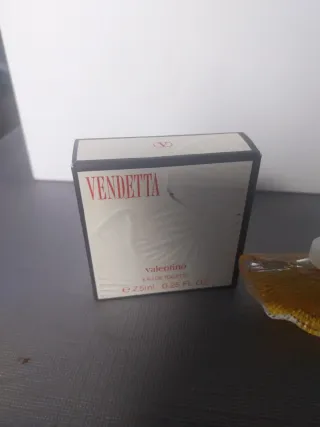 V
VENDETTA
valentino
EAU DE TOILETTE